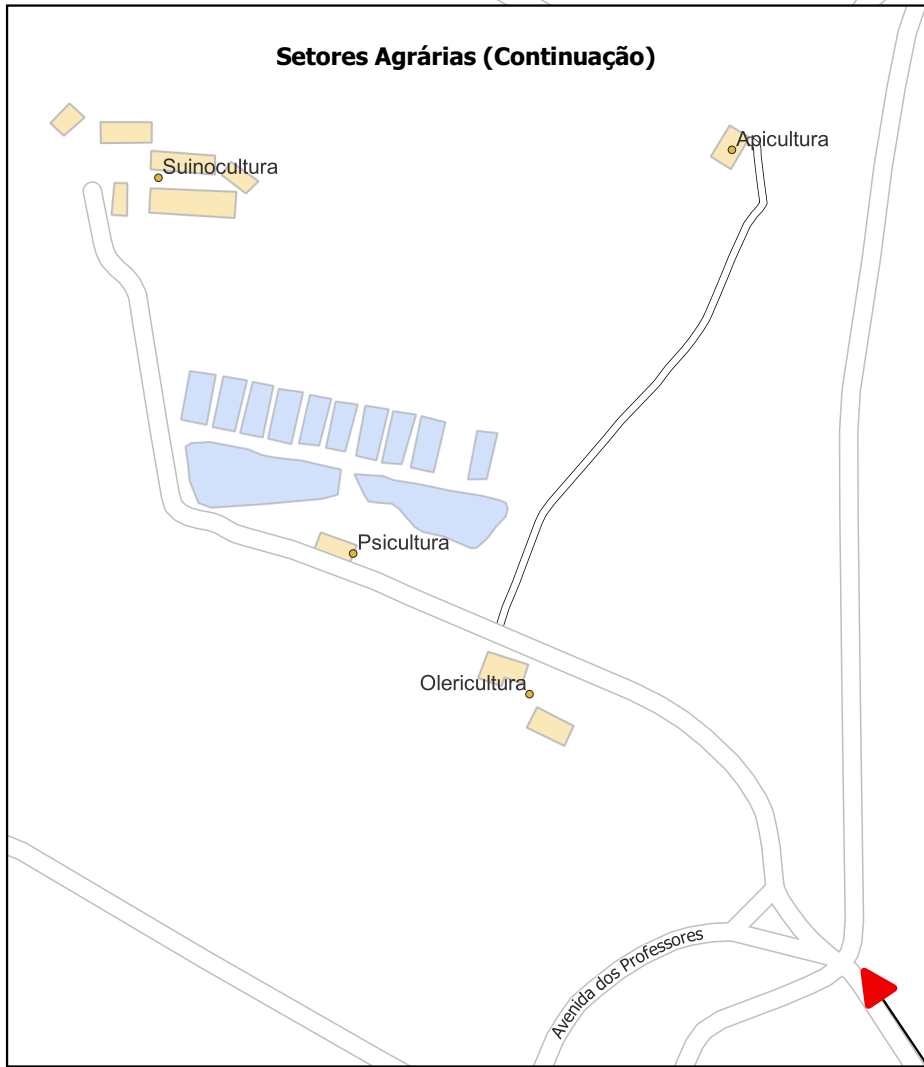 Setores Agrárias (Continuação)
Apicultura
Suinocultura
Psicultura
Olericultura
Avenida dos Professores